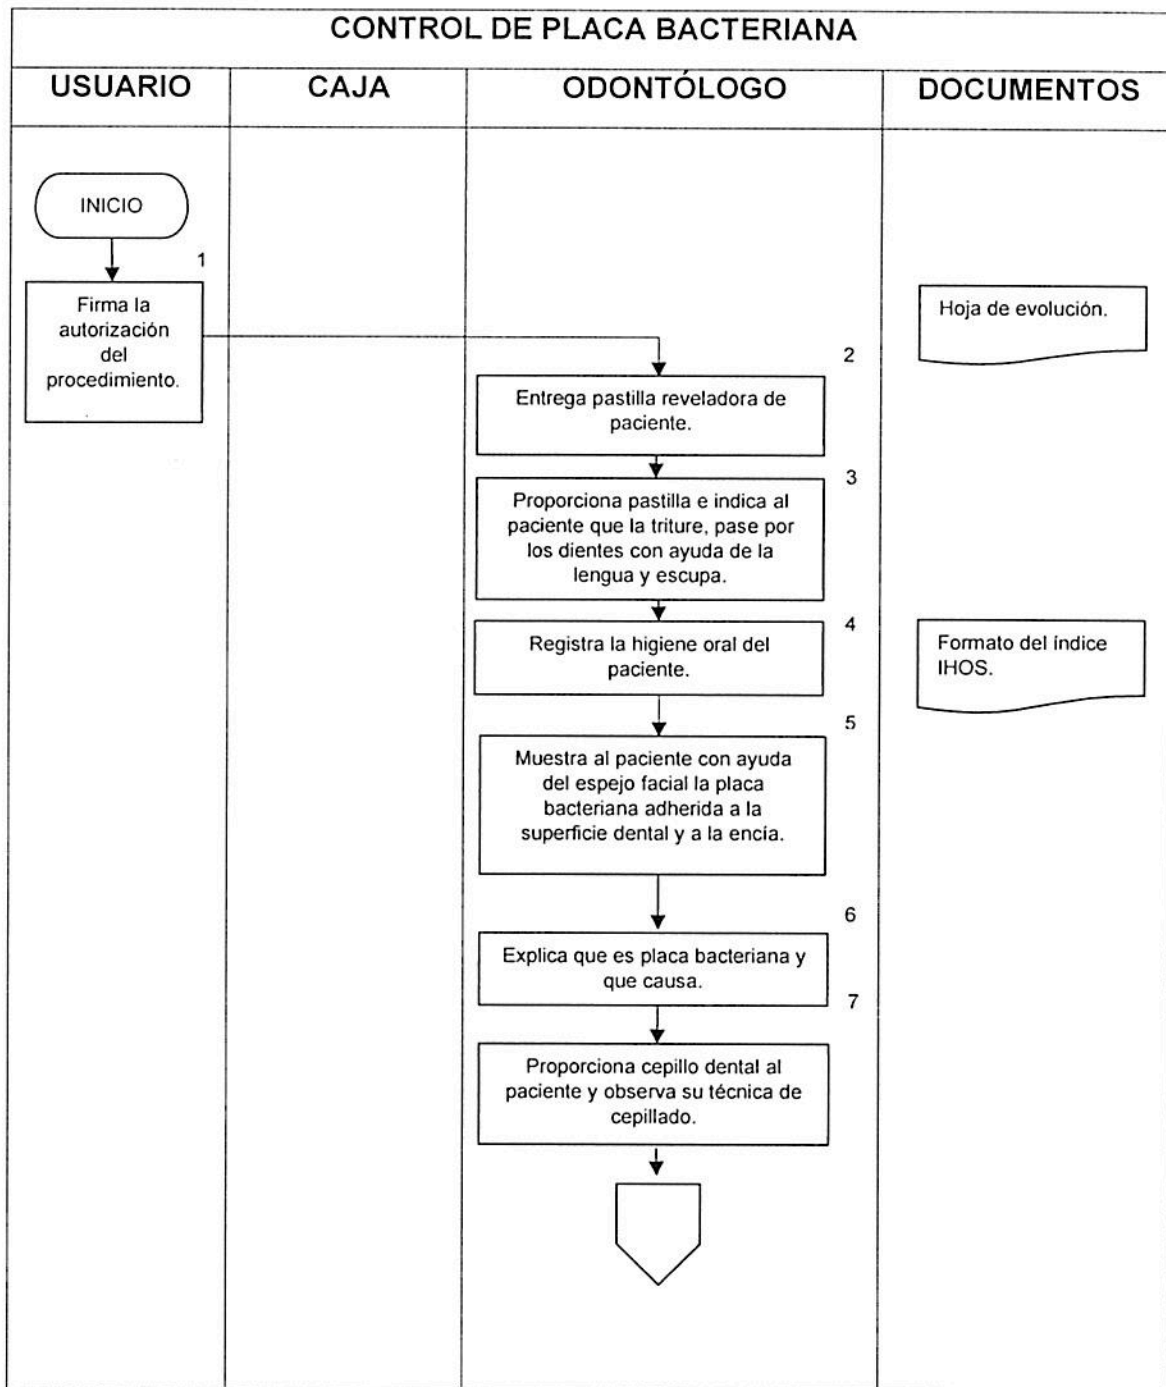 CONTROL DE PLACA BACTERIANA
USUARIO
CAJA
ODONTÓLOGO
DOCUMENTOS
INICIO
1
Firma la
autorización
del
procedimiento.
Hoja de evolución.
2
Entrega pastilla reveladora de
paciente.
3
Proporciona pastilla e indica al
paciente que la triture, pase por
los dientes con ayuda de la
lengua y escupa.
4
Registra la higiene oral del
paciente.
Formato del índice
IHOS.
5
Muestra al paciente con ayuda
del espejo facial la placa
bacteriana adherida a la
superficie dental y a la encía.
6
Explica que es placa bacteriana y
que causa.
7
Proporciona cepillo dental al
paciente y observa su técnica de
cepillado.